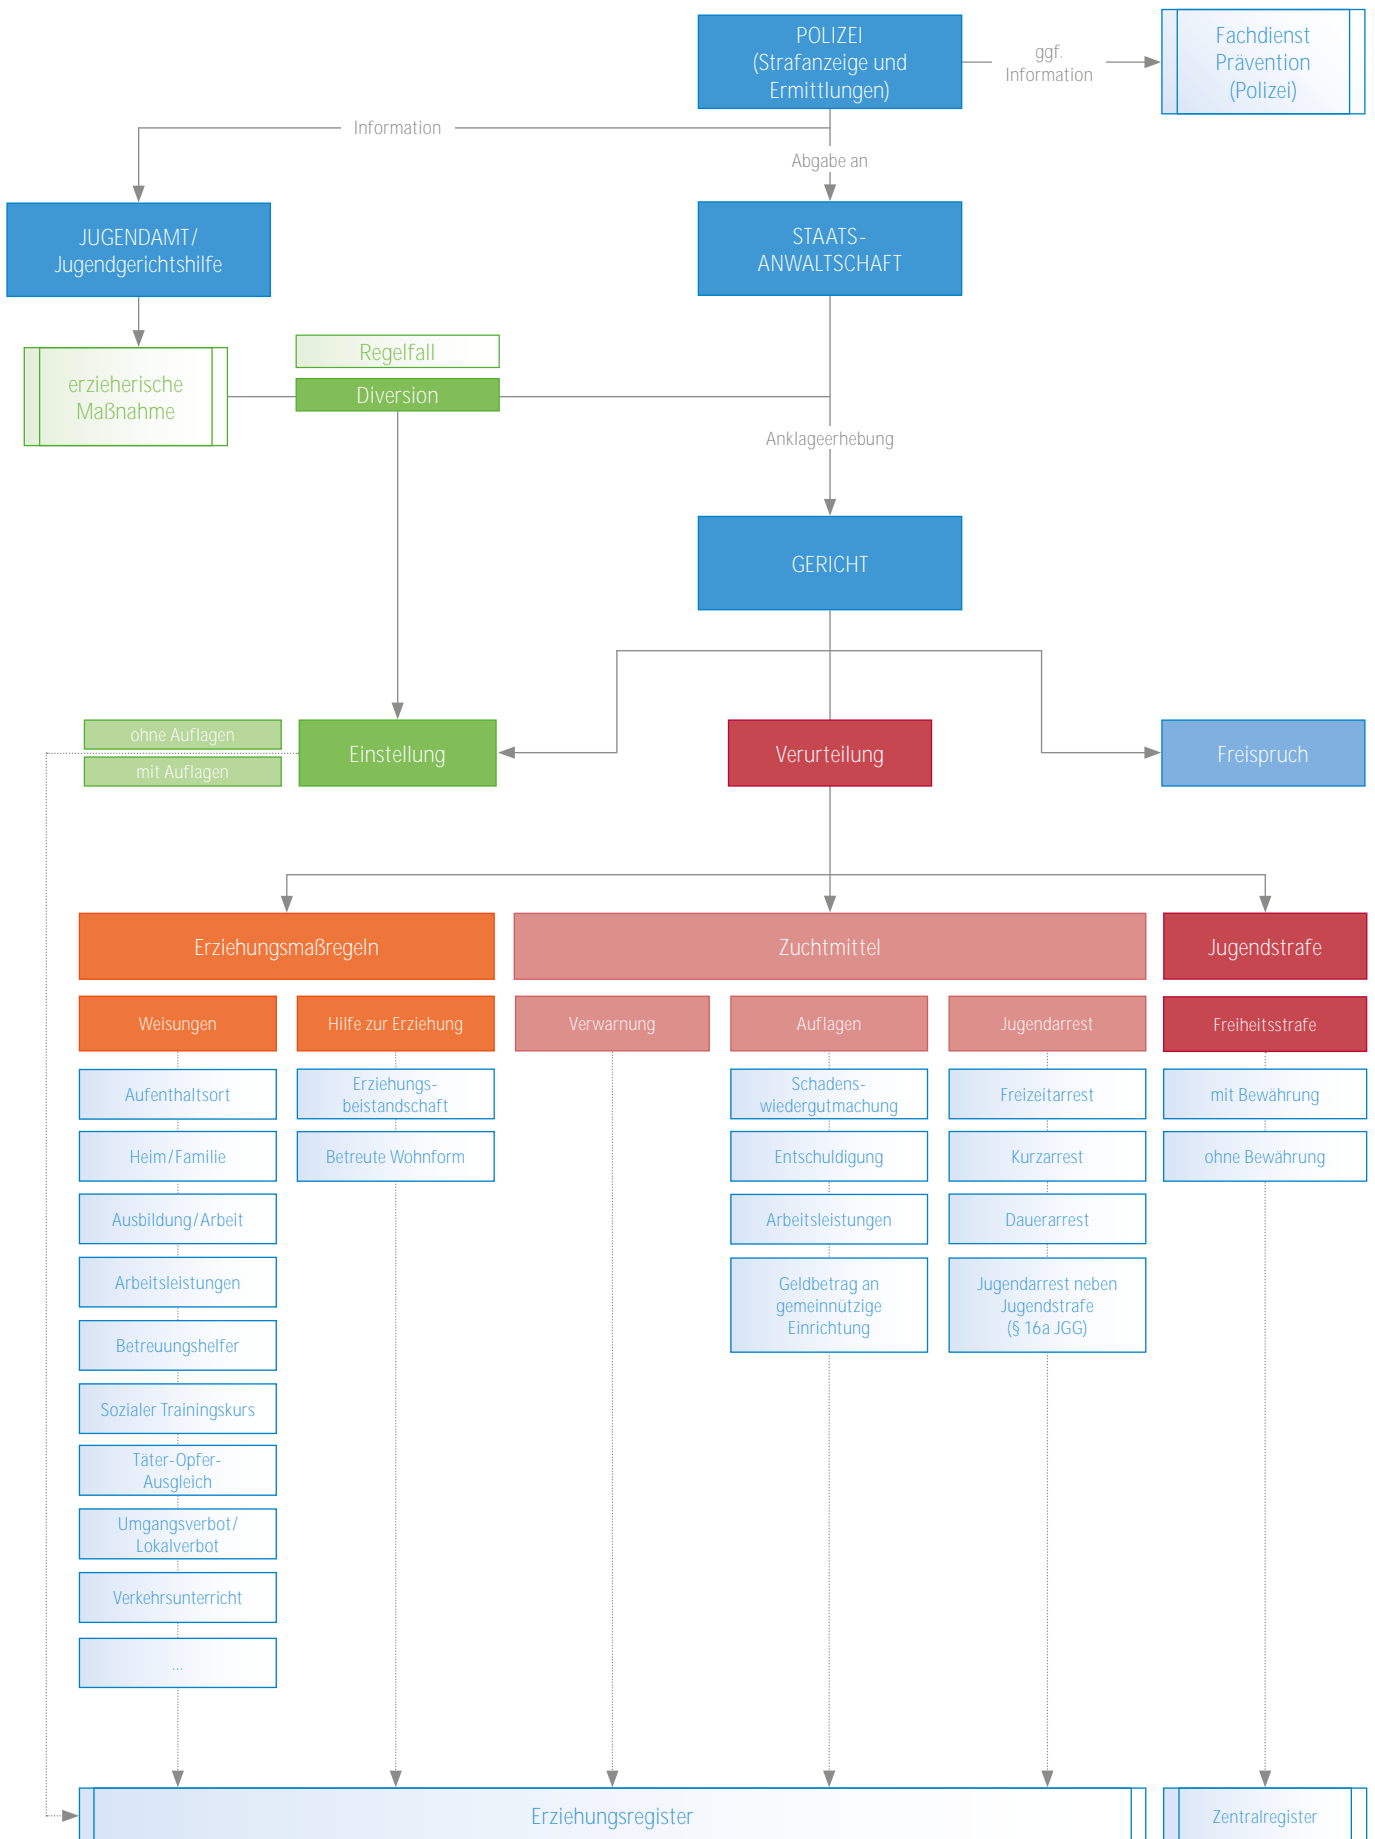 POLIZEI
(Strafanzeige und
Ermittlungen)
ggf.
Information
Fachdienst
Prävention
(Polizei)
Information
Abgabe an
JUGENDAMT/
Jugendgerichtshilfe
STAATS-
ANWALTSCHAFT
erzieherische
Maßnahme
Regelfall
Diversion
Anklageerhebung
GERICHT
ohne Auflagen
mit Auflagen
Einstellung
Verurteilung
Freispruch
Erziehungsmaßregeln
Zuchtmittel
Jugendstrafe
Weisungen
Hilfe zur Erziehung
Verwarnung
Auflagen
Jugendarrest
Freiheitsstrafe
Aufenthaltsort
Heim/Familie
Ausbildung/Arbeit
Arbeitsleistungen
Betreuungshelfer
Sozialer Trainingskurs
Täter-Opfer-
Ausgleich
Umgangsverbot/
Lokalverbot
Verkehrsunterricht
...
Erziehungs-
beistandschaft
Betreute Wohnform
Schadens-
wiedergutmachung
Entschuldigung
Arbeitsleistungen
Geldbetrag an
gemeinnützige
Einrichtung
Freizeitarrest
Kurzarrest
Dauerarrest
Jugendarrest neben
Jugendstrafe
(§ 16a JGG)
mit Bewährung
ohne Bewährung
Erziehungsregister
Zentralregister